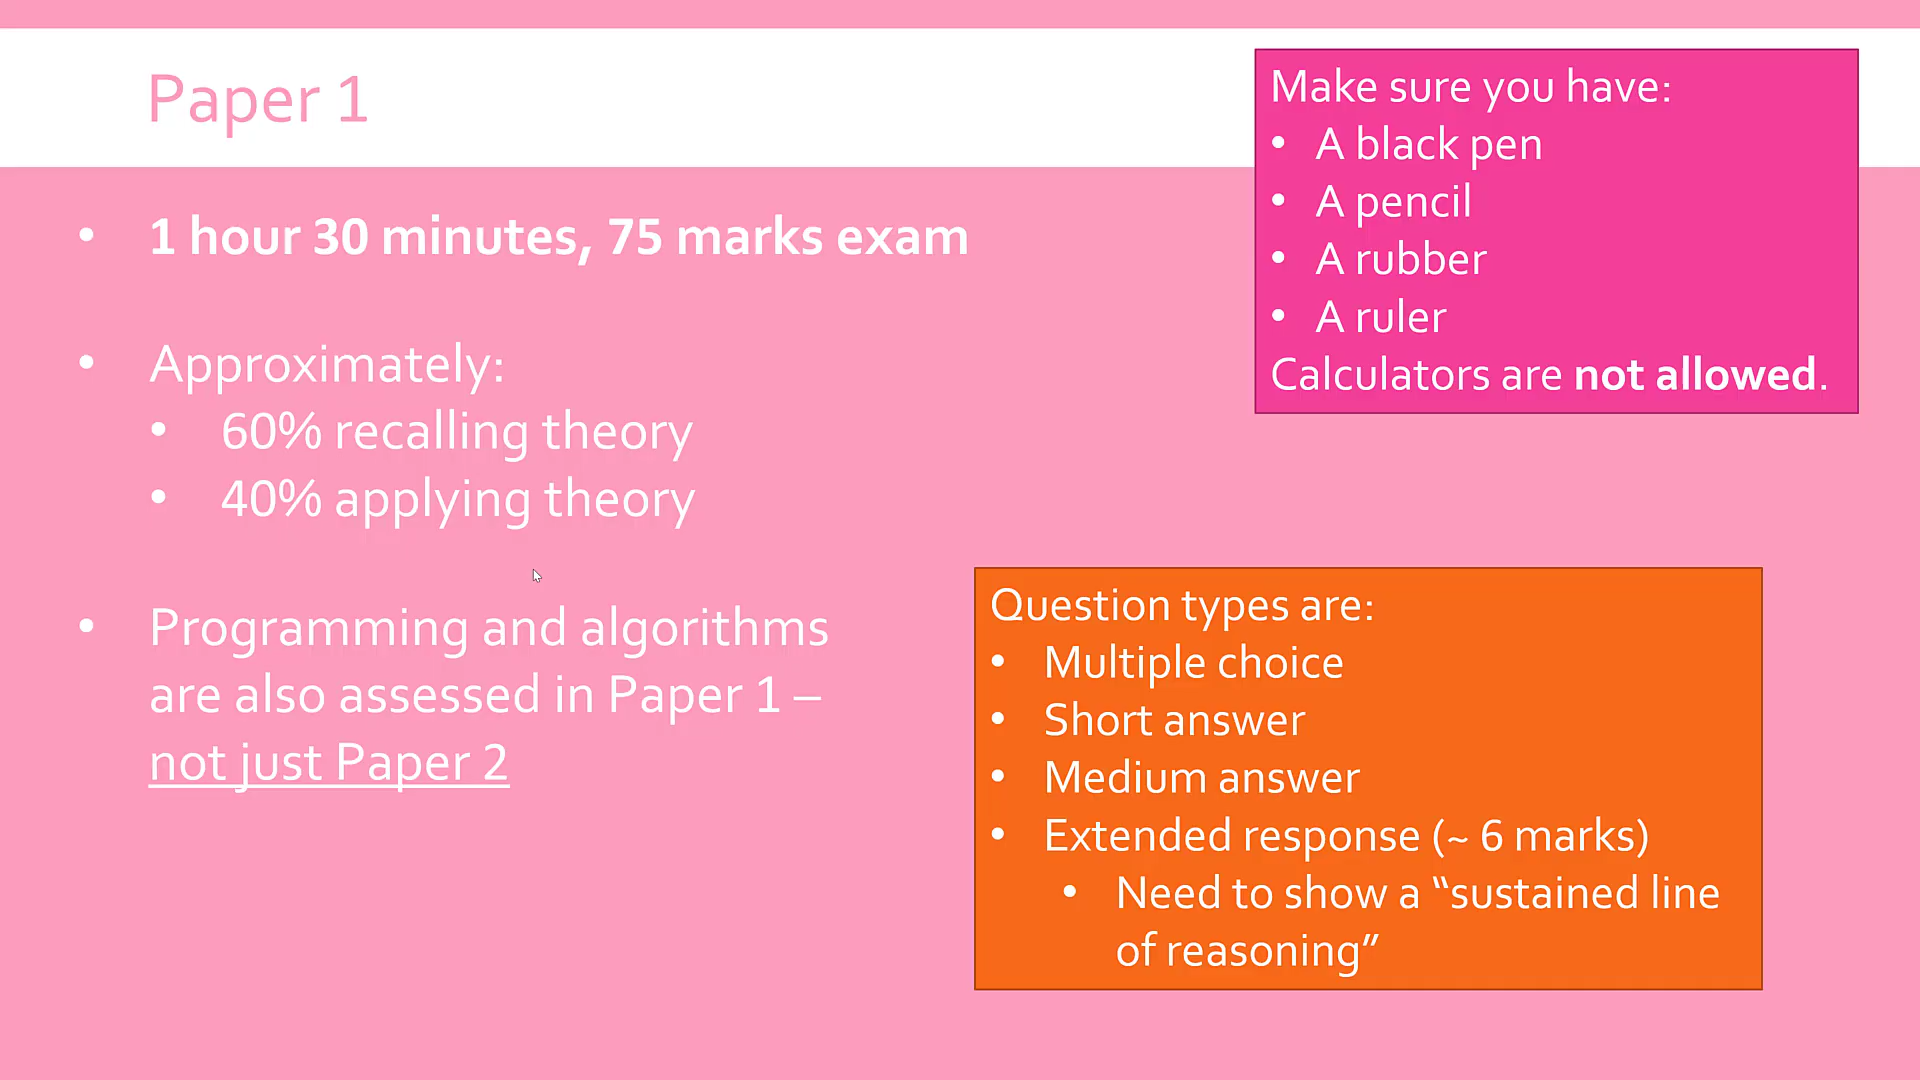 Paper 1
• 1 hour 30 minutes, 75 marks exam
• Approximately:
• 60% recalling theory
• 40% applying theory
• Programming and algorithms
are also assessed in Paper 1 –
not just Paper 2
Make sure you have:
• A black pen
• A pencil
• A rubber
• A ruler
Calculators are not allowed.
Question types are:
• Multiple choice
• Short answer
• Medium answer
• Extended response (~ 6 marks)
• Need to show a “sustained line
of reasoning”